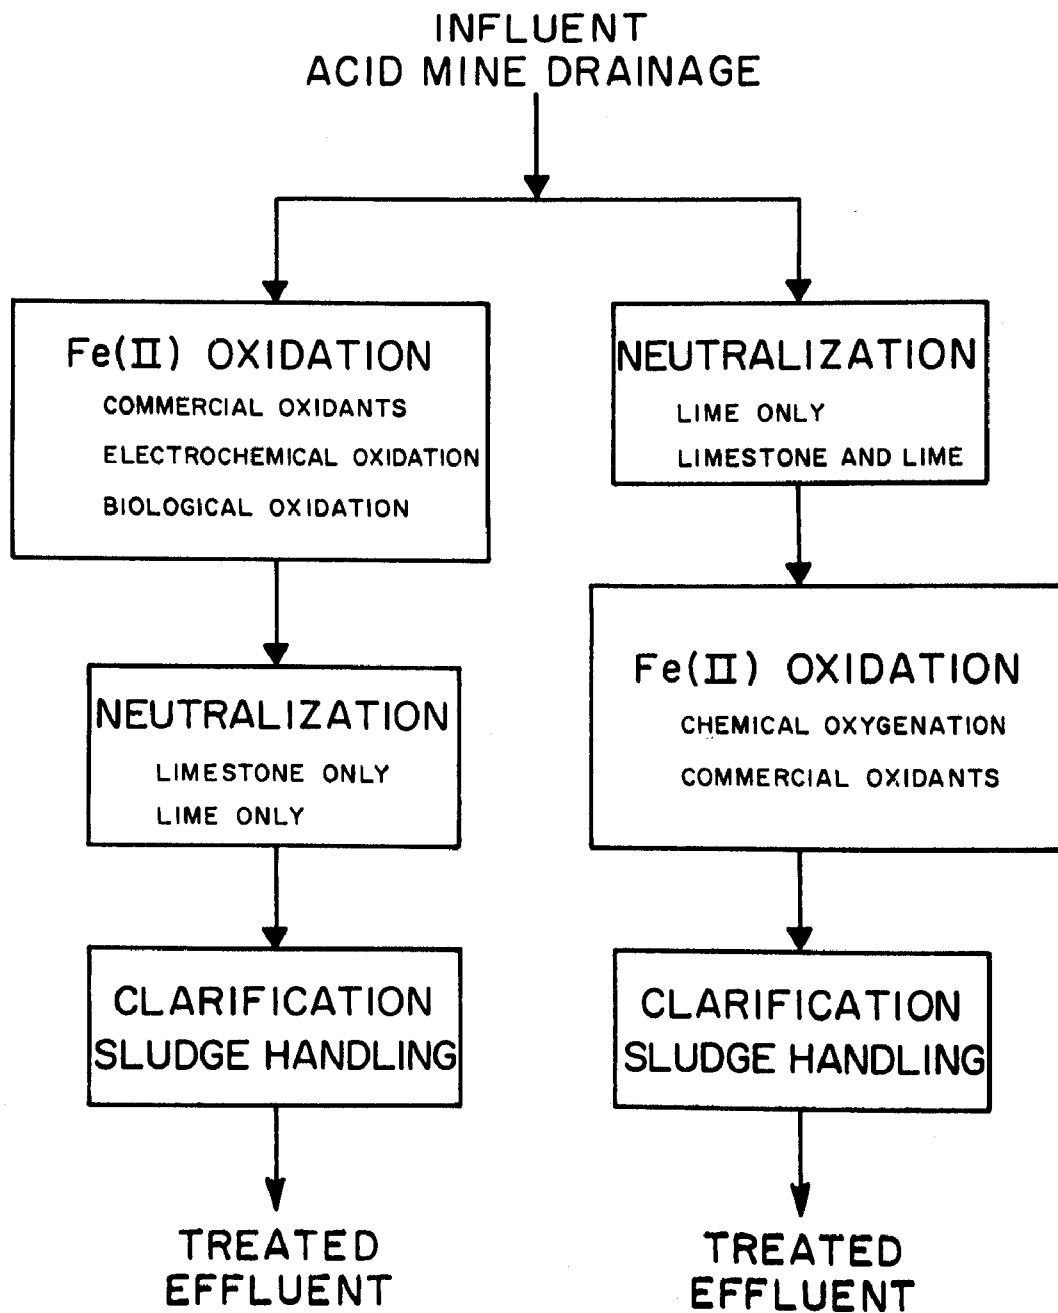 INFLUENT
ACID MINE DRAINAGE
Fe(II) OXIDATION
COMMERCIAL OXIDANTS
ELECTROCHEMICAL OXIDATION
BIOLOGICAL OXIDATION
NEUTRALIZATION
LIMESTONE ONLY
LIME ONLY
CLARIFICATION
SLUDGE HANDLING
TREATED
EFFLUENT
NEUTRALIZATION
LIME ONLY
LIMESTONE AND LIME
Fe(II) OXIDATION
CHEMICAL OXYGENATION
COMMERCIAL OXIDANTS
CLARIFICATION
SLUDGE HANDLING
TREATED
EFFLUENT